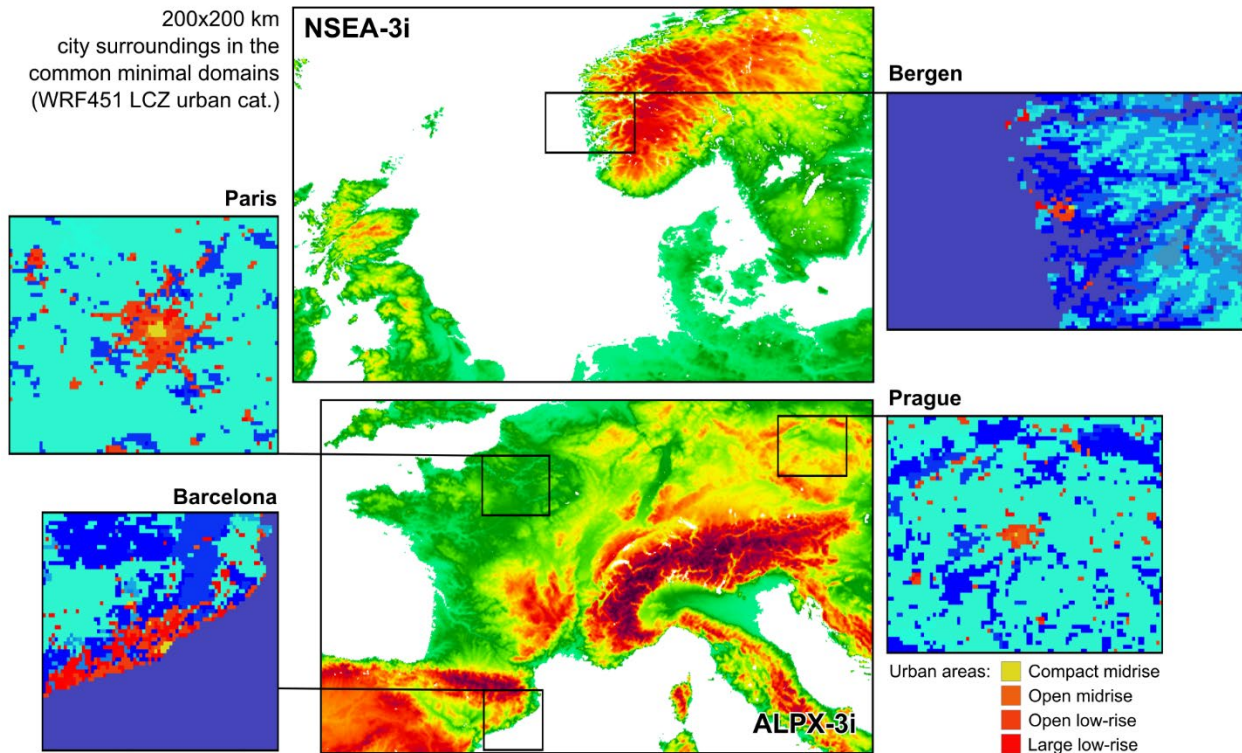 200x200 km
city surroundings in the
common minimal domains
(WRF451 LCZ urban cat.)
NSEA-3i
Bergen
Paris
Prague
Barcelona
ALPX-3i
Urban areas:
Compact midrise
Open midrise
Open low-rise
Large low-rise